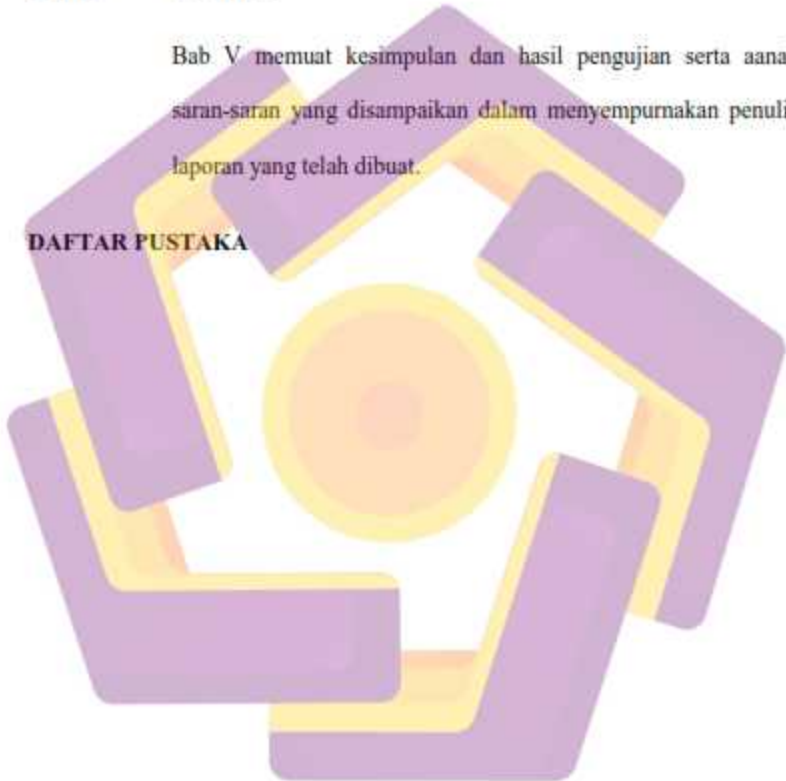 Bab V memuat kesimpulan dan hasil pengujian serta aana
saran-saran yang disampaikan dalam menyempurnakan penuli
laporan yang telah dibuat.
DAFTAR PUSTAKA